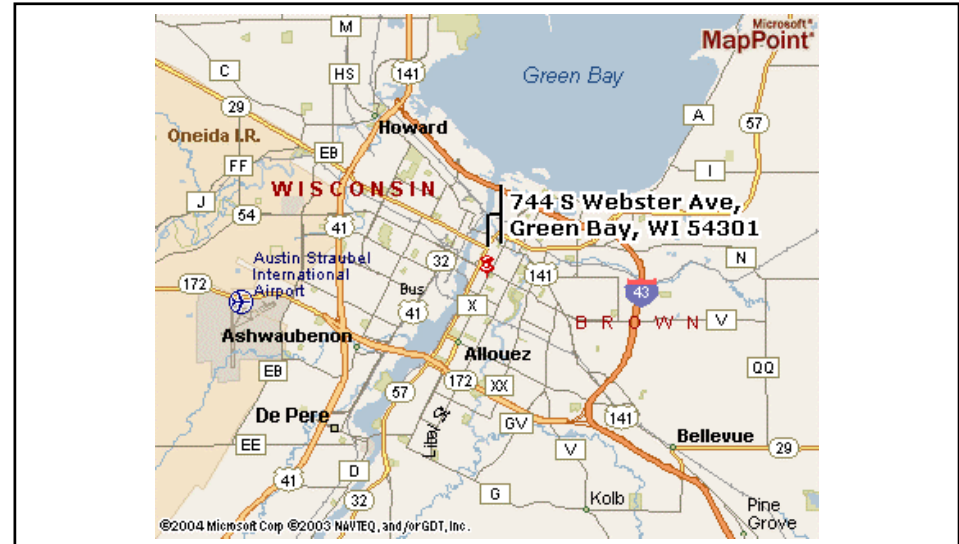 M
Microsoft®
MapPoint®
C
HS
141
Green Bay
29
Howard
A
57
Oneida I.R.
EB
FF
I
WISCONSIN
J
744 S Webster Ave,
Green Bay, WI 54301
54
41
Austin Straubel
International
Airport
32
141
N
172
Bus
41
43
X
BROWN
V
Ashwaubenon
Allouez
EB
57
172
XX
QQ
De Pere
GV
141
Bellevue
EE
V
29
41
D
32
G
Kolb
Pine
Grove
©2004 Microsoft Corp ©2003 NAVTEQ, and/or GDT, Inc.